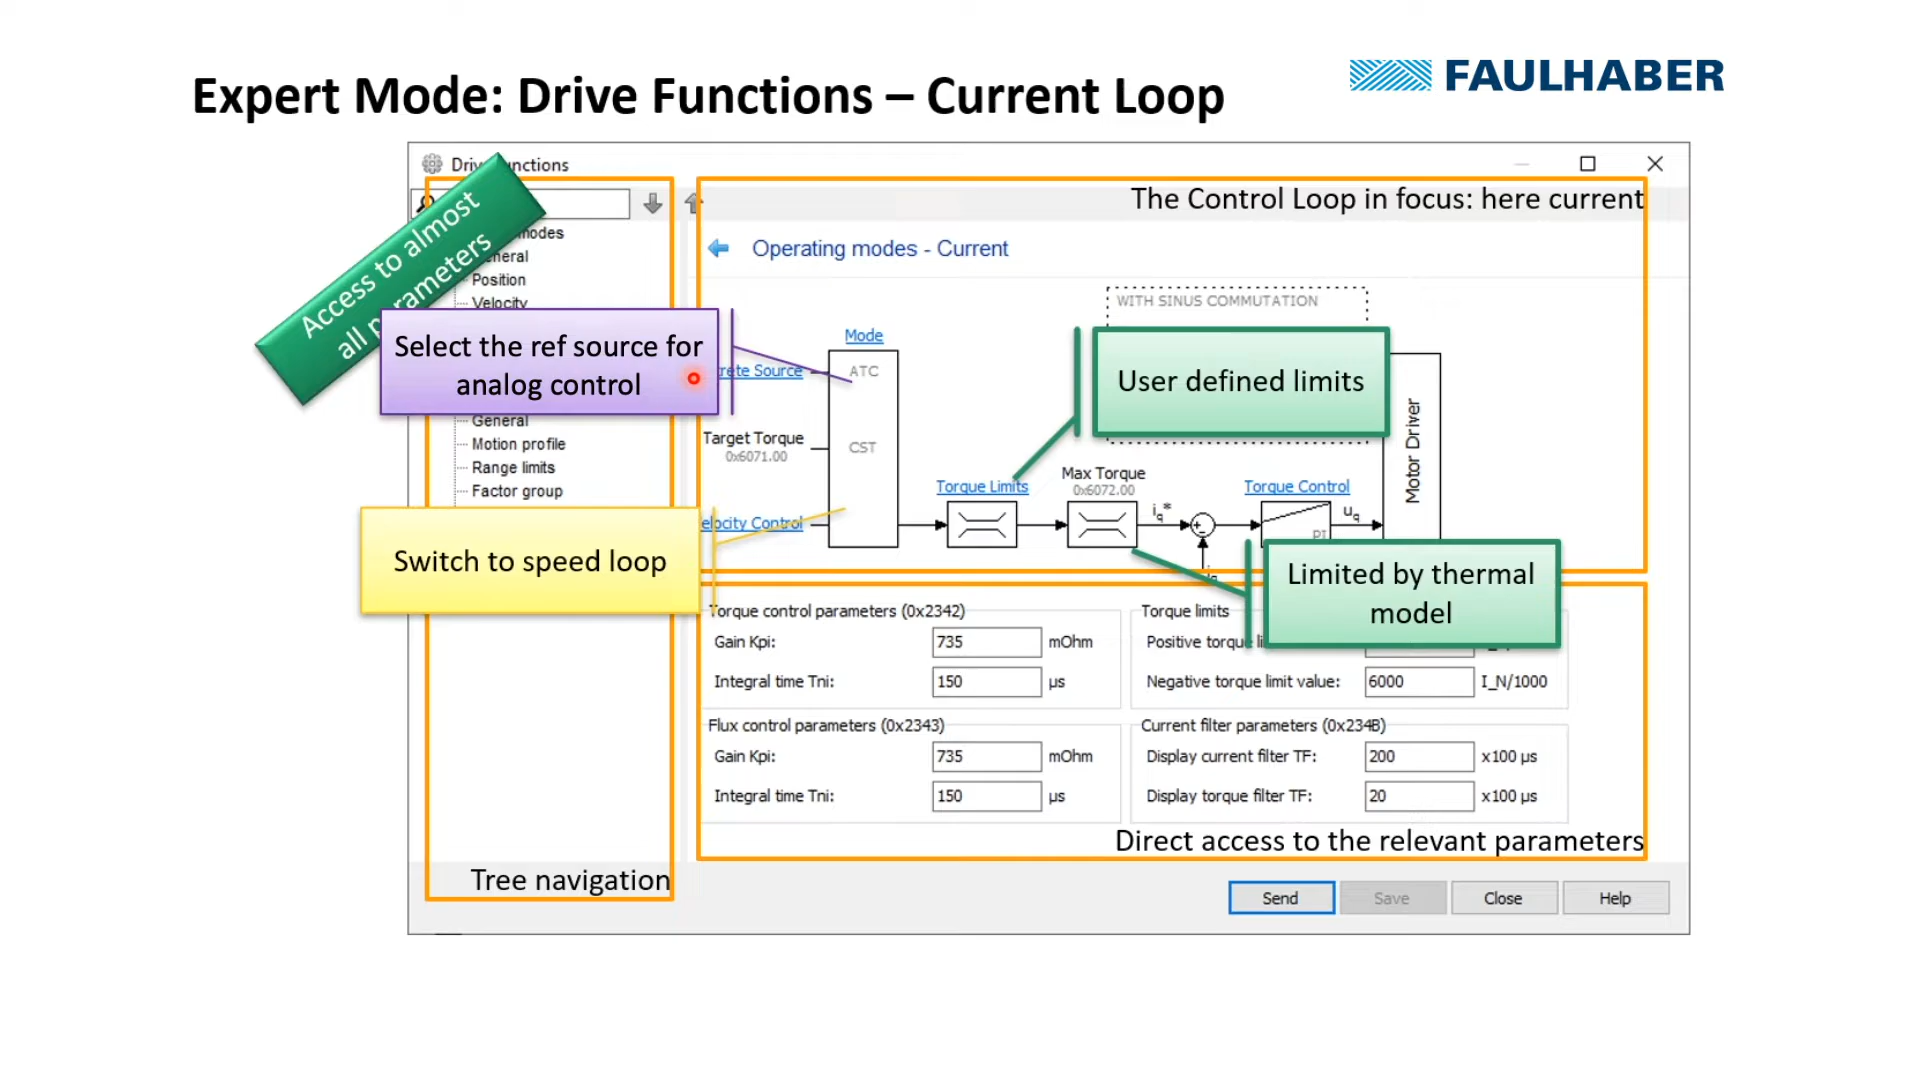 Expert Mode: Drive Functions – Current Loop
FAULHABER
The Control Loop in focus: here current
Access to almost
all parameters
General
Position
Velocity
General
Motion profile
Range limits
Factor group
Tree navigation
Operating modes - Current
WITH SINUS COMMUTATION
Mode
Select the ref source for
analog control
ATC
User defined limits
Target Torque
0x6071.00
CST
Motor Driver
Torque Limits
Max Torque
0x6072.00
Torque Control
iq*
uq
PI
Velocity Control
Switch to speed loop
Limited by thermal
model
Torque control parameters (0x2342)
Gain Kpi: 735 mOhm
Integral time Tni: 150 µs
Torque limits
Positive torque
Negative torque limit value: 6000 I_N/1000
Flux control parameters (0x2343)
Gain Kpi: 735 mOhm
Integral time Tni: 150 µs
Current filter parameters (0x234B)
Display current filter TF: 200 x100 µs
Display torque filter TF: 20 x100 µs
Direct access to the relevant parameters
Send Save Close Help